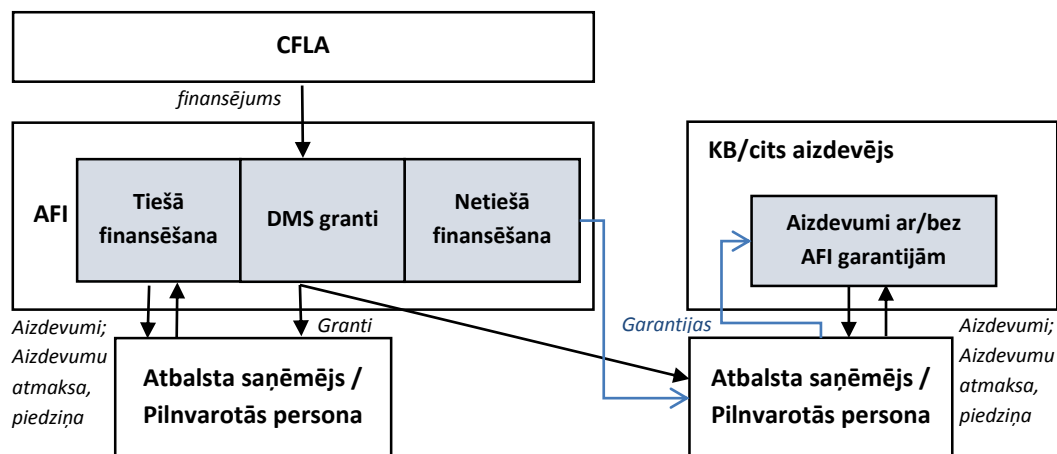 CFLA
finansējums
AFI
Tiešā
finansēšana
DMS granti
Netiešā
finansēšana
KB/cits aizdevējs
Aizdevumi ar/bez
AFI garantijām
Aizdevumi;
Aizdevumu
atmaksa,
piedziņa
Granti
Garantijas
Aizdevumi;
Aizdevumu
atmaksa,
piedziņa
Atbalsta saņēmējs /
Pilnvarotās persona
Atbalsta saņēmējs /
Pilnvarotās persona